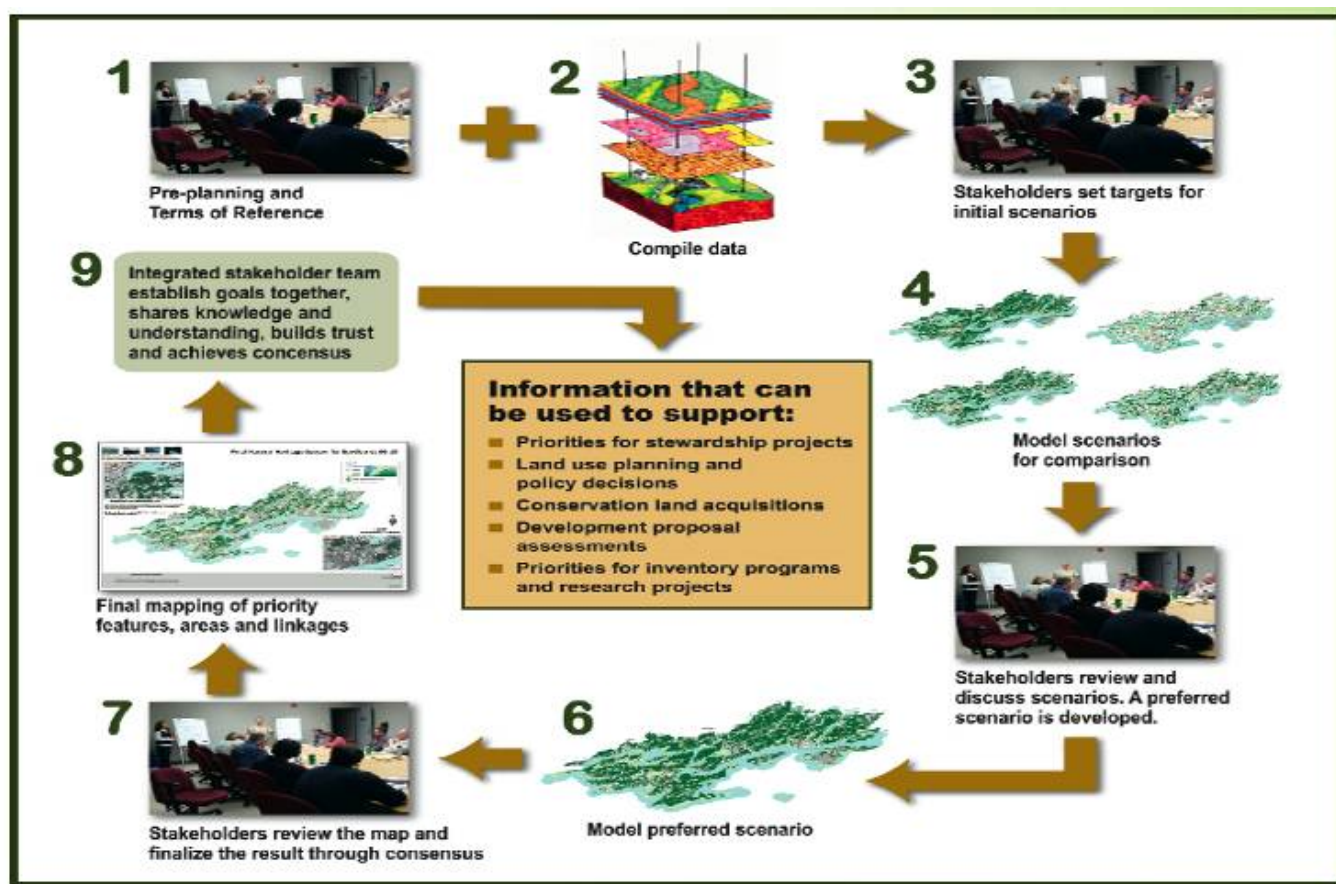 1
Pre-planning and
Terms of Reference
2
Compile data
3
Stakeholders set targets for
initial scenarios
4
Model scenarios
for comparison
5
Stakeholders review and
discuss scenarios. A preferred
scenario is developed.
6
Model preferred scenario
7
Stakeholders review the map and
finalize the result through consensus
8
Final mapping of priority
features, areas and linkages
9
Integrated stakeholder team
establish goals together,
shares knowledge and
understanding, builds trust
and achieves concensus
Information that can
be used to support:
Priorities for stewardship projects
Land use planning and
policy decisions
Conservation land acquisitions
Development proposal
assessments
Priorities for inventory programs
and research projects